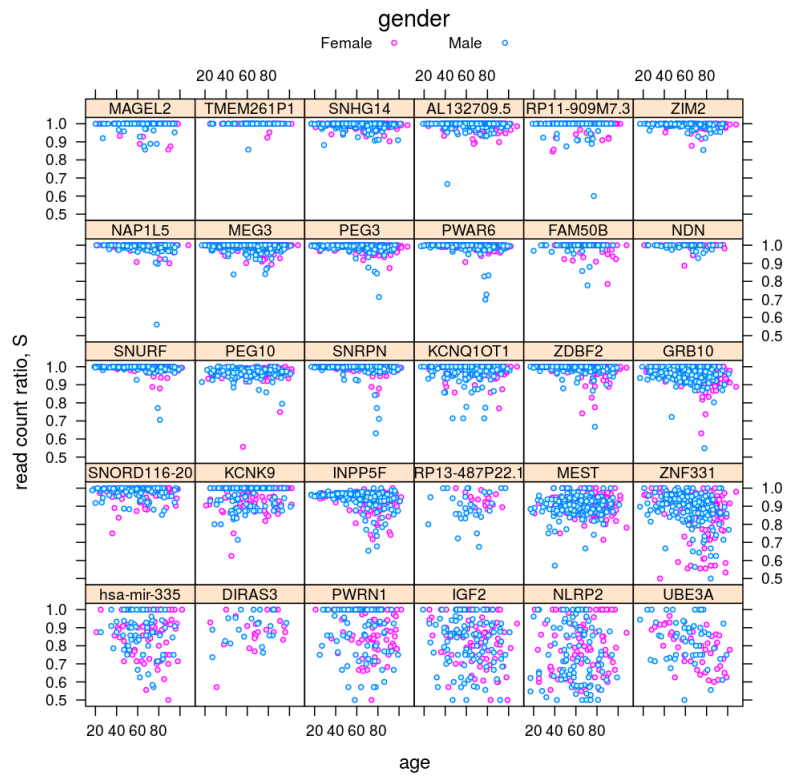 gender
Female Male
20 40 60 80 20 40 60 80 20 40 60 80
MAGEL2 TMEM261P1 SNHG14 AL132709.5 RP11-909M7.3 ZIM2
1.0
0.9
0.8
0.7
0.6
0.5
NAP1L5 MEG3 PEG3 PWAR6 FAM50B NDN
1.0
0.9
0.8
0.7
0.6
0.5
SNURF PEG10 SNRPN KCNQ1OT1 ZDBF2 GRB10
1.0
0.9
0.8
0.7
0.6
0.5
SNORD116-20 KCNK9 INPP5F RP13-487P22.1 MEST ZNF331
1.0
0.9
0.8
0.7
0.6
0.5
hsa-mir-335 DIRAS3 PWRN1 IGF2 NLRP2 UBE3A
1.0
0.9
0.8
0.7
0.6
0.5
20 40 60 80 20 40 60 80 20 40 60 80
read count ratio, S
age